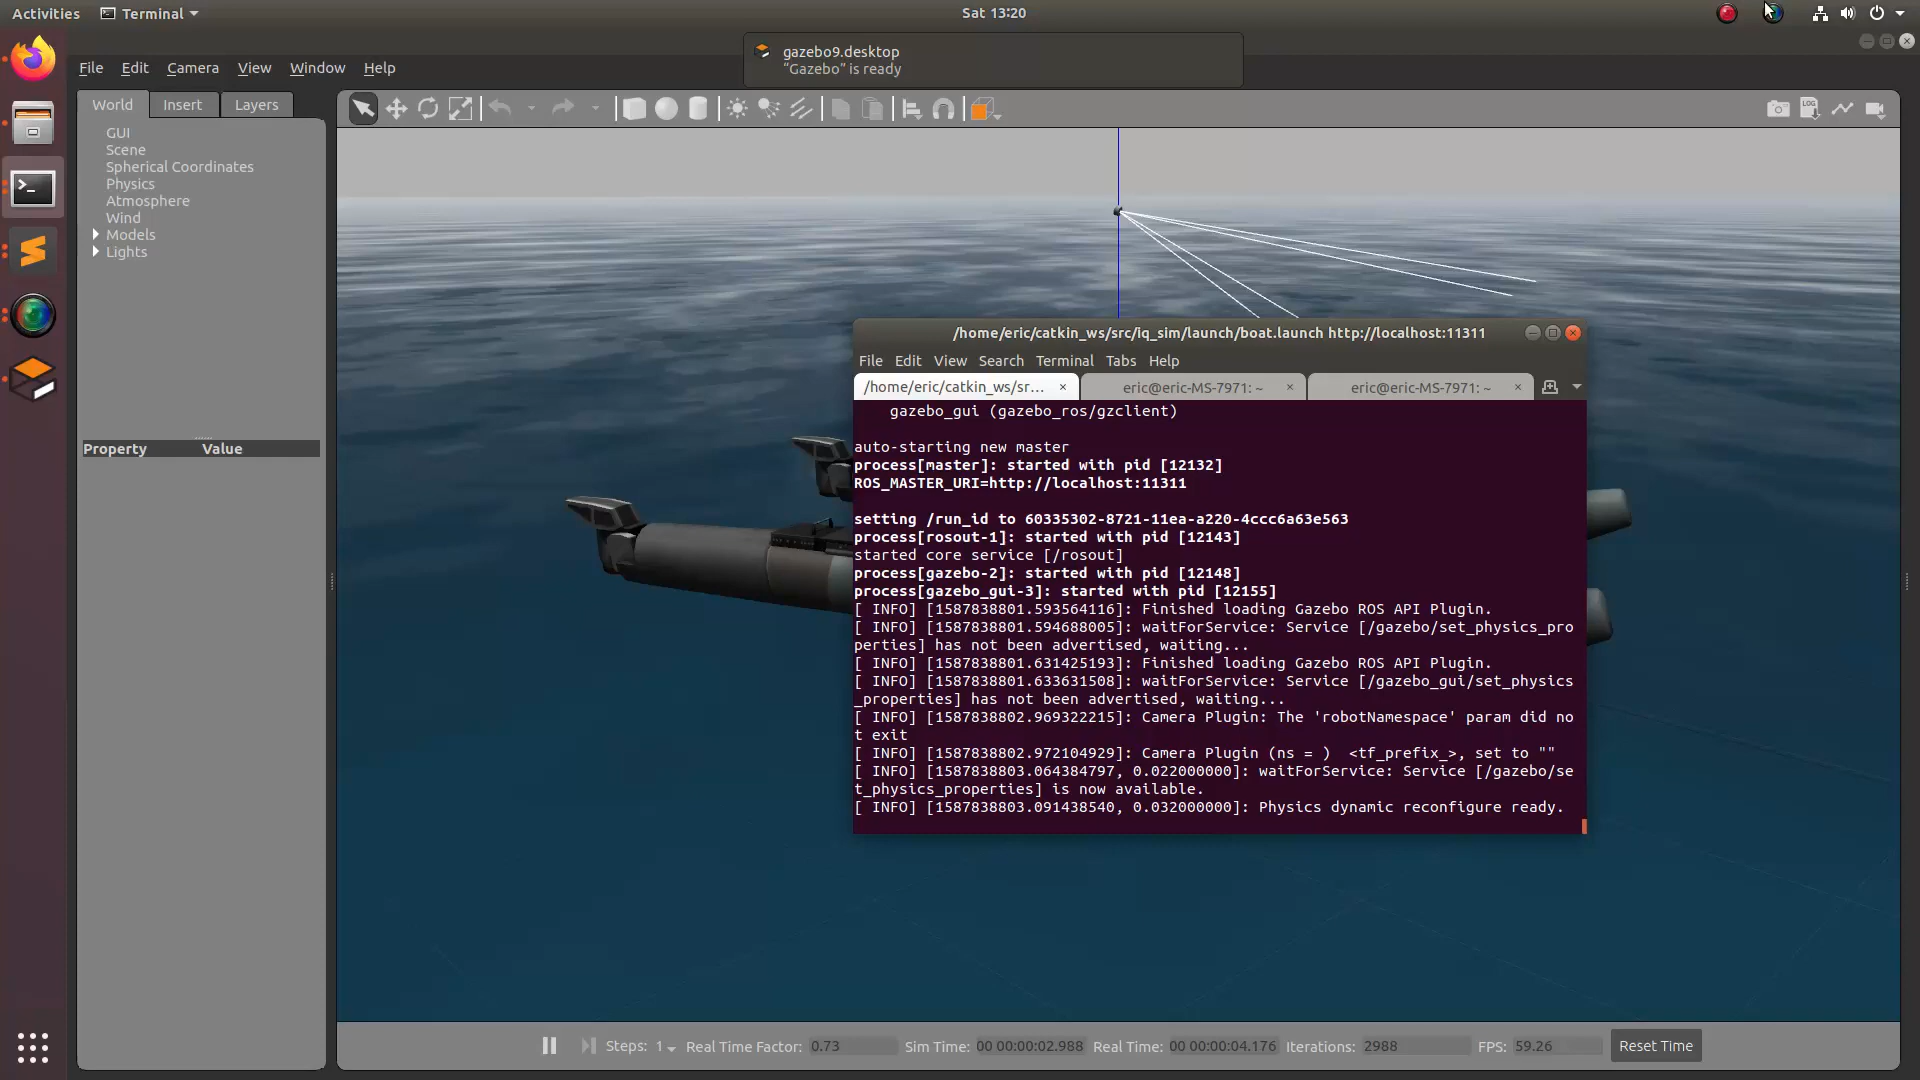 Activities Terminal Sat 13:20
gazebo9.desktop
“Gazebo” is ready
File Edit Camera View Window Help
World Insert Layers
GUI
Scene
Spherical Coordinates
Physics
Atmosphere
Wind
Models
Lights
Property Value
LOG
/home/eric/catkin_ws/src/iq_sim/launch/boat.launch http://localhost:11311
File Edit View Search Terminal Tabs Help
/home/eric/catkin_ws/sr... × eric@eric-MS-7971: ~ × eric@eric-MS-7971: ~ ×
gazebo_gui (gazebo_ros/gzclient)
auto-starting new master
process[master]: started with pid [12132]
ROS_MASTER_URI=http://localhost:11311
setting /run_id to 60335302-8721-11ea-a220-4ccc6a63e563
process[rosout-1]: started with pid [12143]
started core service [/rosout]
process[gazebo-2]: started with pid [12148]
process[gazebo_gui-3]: started with pid [12155]
[ INFO] [1587838801.593564116]: Finished loading Gazebo ROS API Plugin.
[ INFO] [1587838801.594688005]: waitForService: Service [/gazebo/set_physics_pro
perties] has not been advertised, waiting...
[ INFO] [1587838801.631425193]: Finished loading Gazebo ROS API Plugin.
[ INFO] [1587838801.633631508]: waitForService: Service [/gazebo_gui/set_physics
_properties] has not been advertised, waiting...
[ INFO] [1587838802.969322215]: Camera Plugin: The 'robotNamespace' param did no
t exit
[ INFO] [1587838802.972104929]: Camera Plugin (ns = )  <tf_prefix_>, set to ""
[ INFO] [1587838803.064384797, 0.022000000]: waitForService: Service [/gazebo/se
t_physics_properties] is now available.
[ INFO] [1587838803.091438540, 0.032000000]: Physics dynamic reconfigure ready.
Steps: 1 Real Time Factor: 0.73 Sim Time: 00 00:00:02.988 Real Time: 00 00:00:04.176 Iterations: 2988 FPS: 59.26 Reset Time